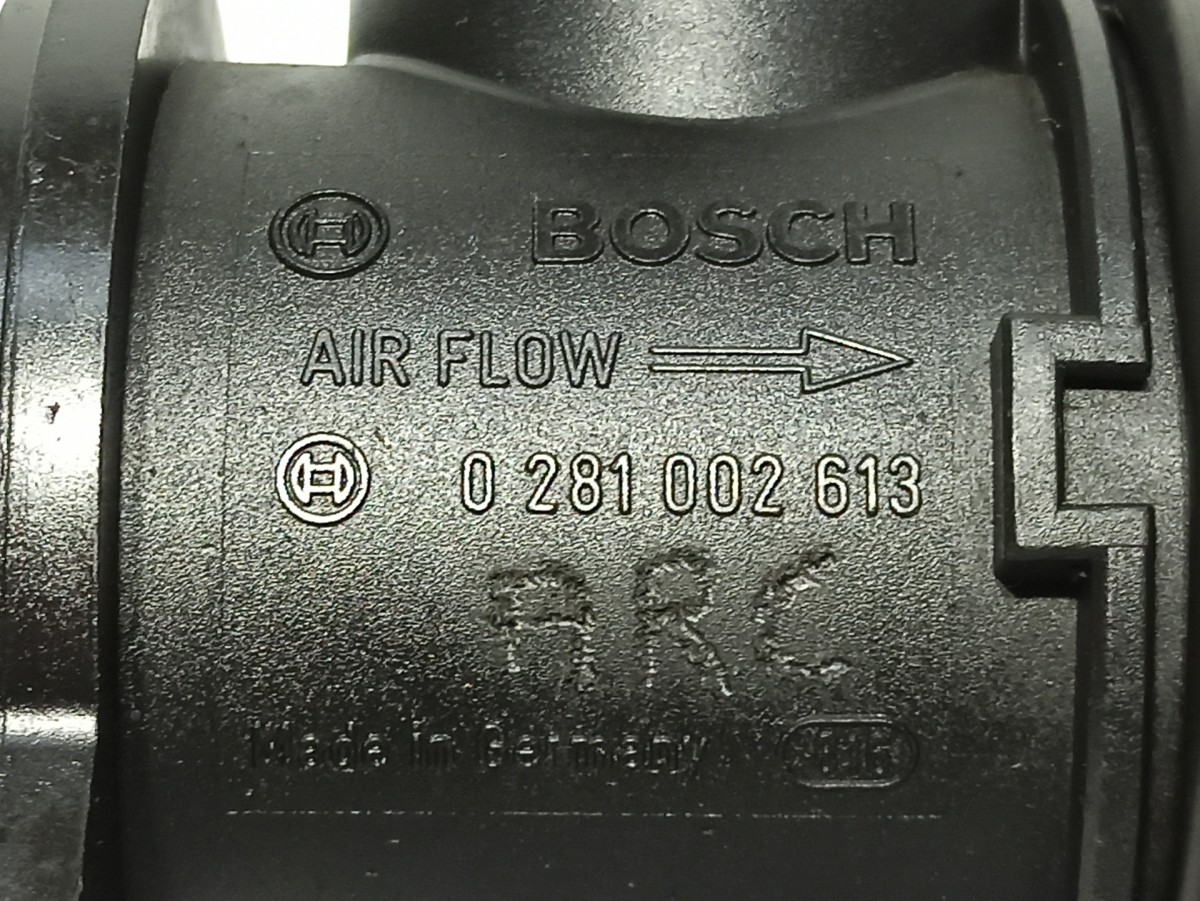 BOSCH
AIR FLOW
0 281 002 613
ARC
Made in Germany